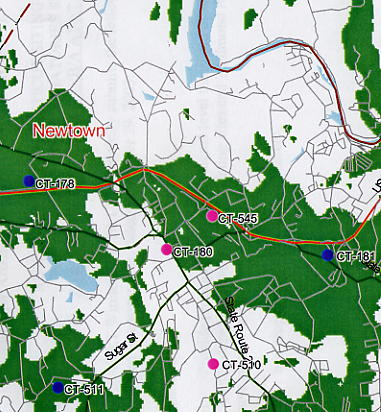 Newtown
CT-178
CT-545
CT-180
CT-181
State Route
Sugar St
CT-510
CT-511